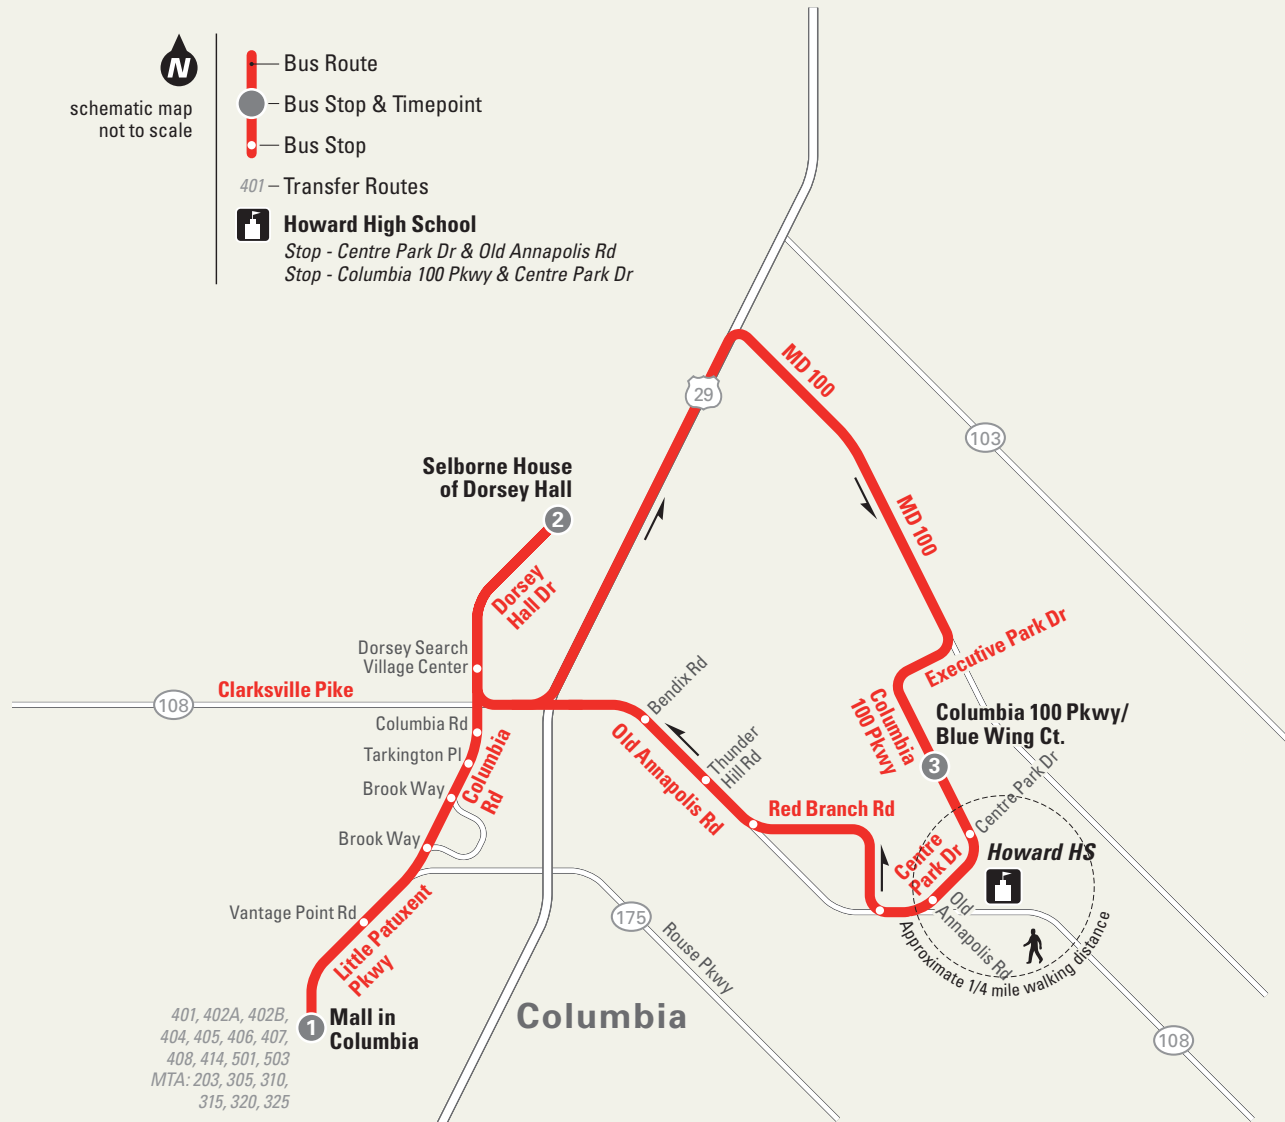 N
schematic map
not to scale
Bus Route
Bus Stop & Timepoint
Bus Stop
401
Transfer Routes
Howard High School
Stop - Centre Park Dr & Old Annapolis Rd
Stop - Columbia 100 Pkwy & Centre Park Dr
MD 100
29
103
Selborne House
of Dorsey Hall
2
MD 100
Dorsey
Hall Dr
Executive Park Dr
Dorsey Search
Village Center
Bendix Rd
Clarksville Pike
108
Columbia
100 Pkwy
Columbia 100 Pkwy/
Blue Wing Ct.
3
Columbia Rd
Old Annapolis Rd
Thunder
Hill Rd
Tarkington Pl
Columbia
Rd
Centre Park Dr
Brook Way
Red Branch Rd
Brook Way
Centre
Park Dr
Howard HS
Old
Annapolis Rd
Vantage Point Rd
Little Patuxent
Pkwy
175
Rouse Pkwy
Approximate 1/4 mile walking distance
401, 402A, 402B,
404, 405, 406, 407,
408, 414, 501, 503
MTA: 203, 305, 310,
315, 320, 325
1
Mall in
Columbia
Columbia
108